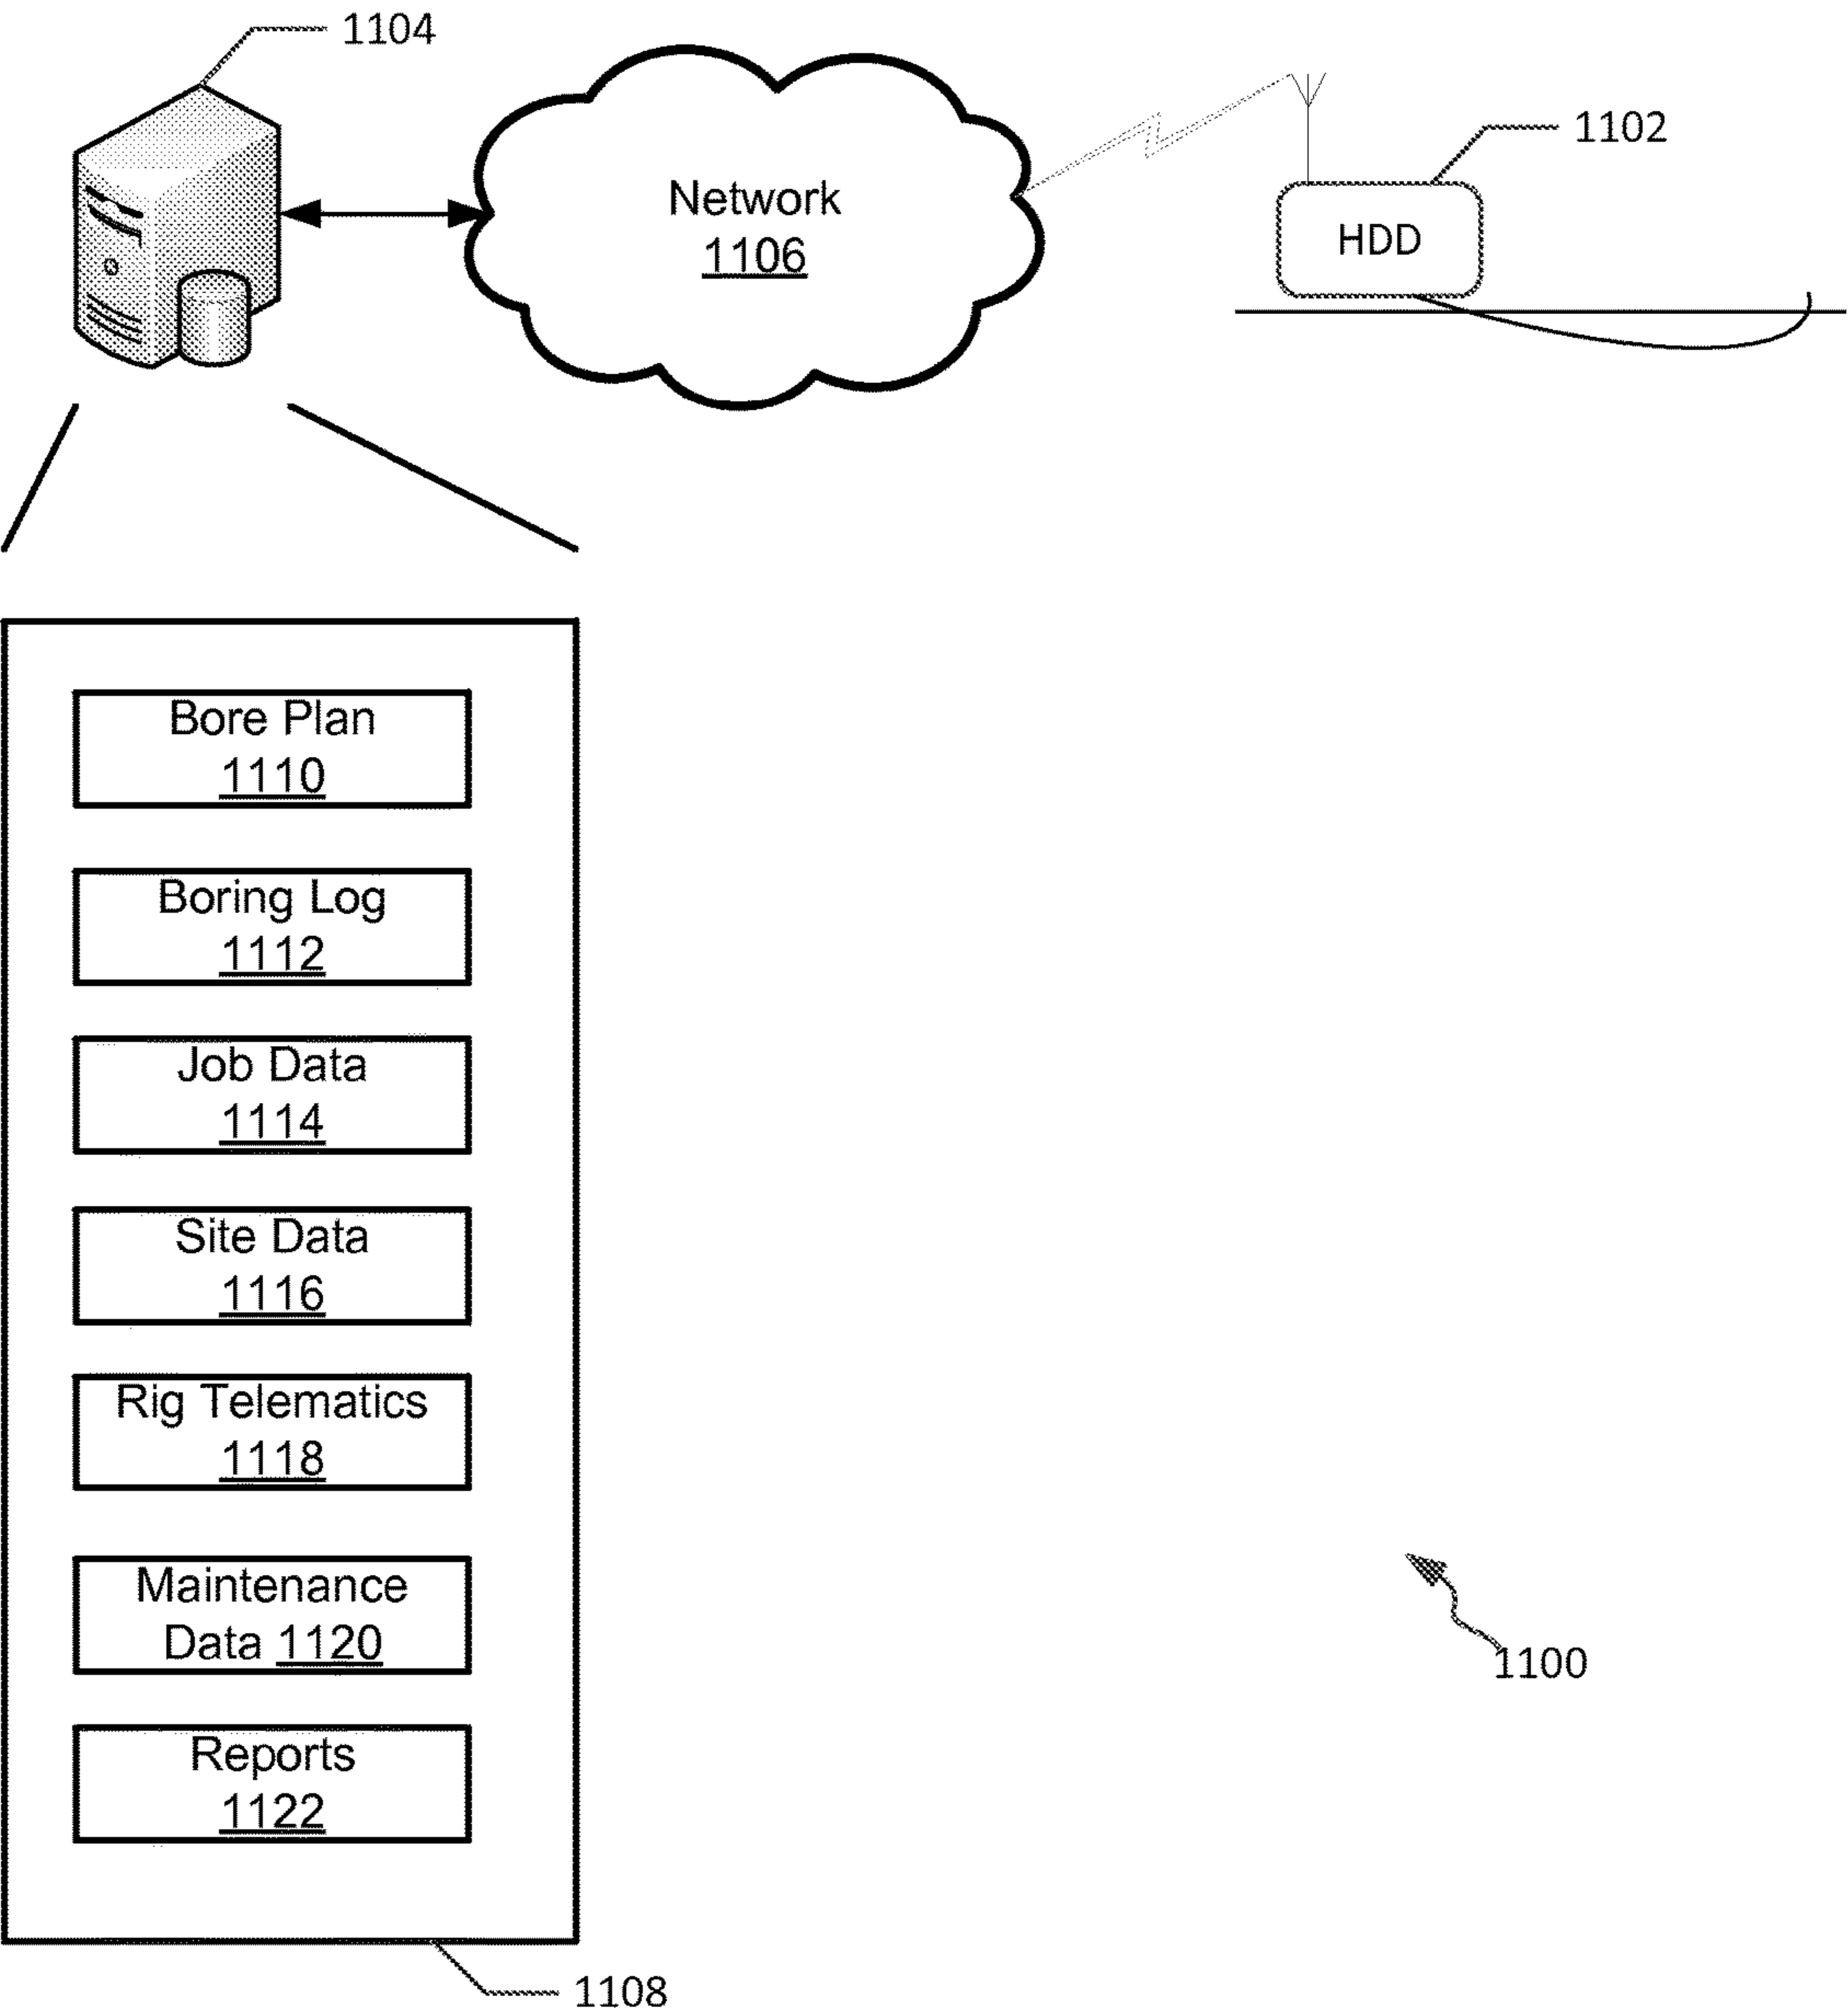 1104
1102
Network
1106
HDD
Bore Plan
1110
Boring Log
1112
Job Data
1114
Site Data
1116
Rig Telematics
1118
Maintenance
Data 1120
1100
Reports
1122
1108